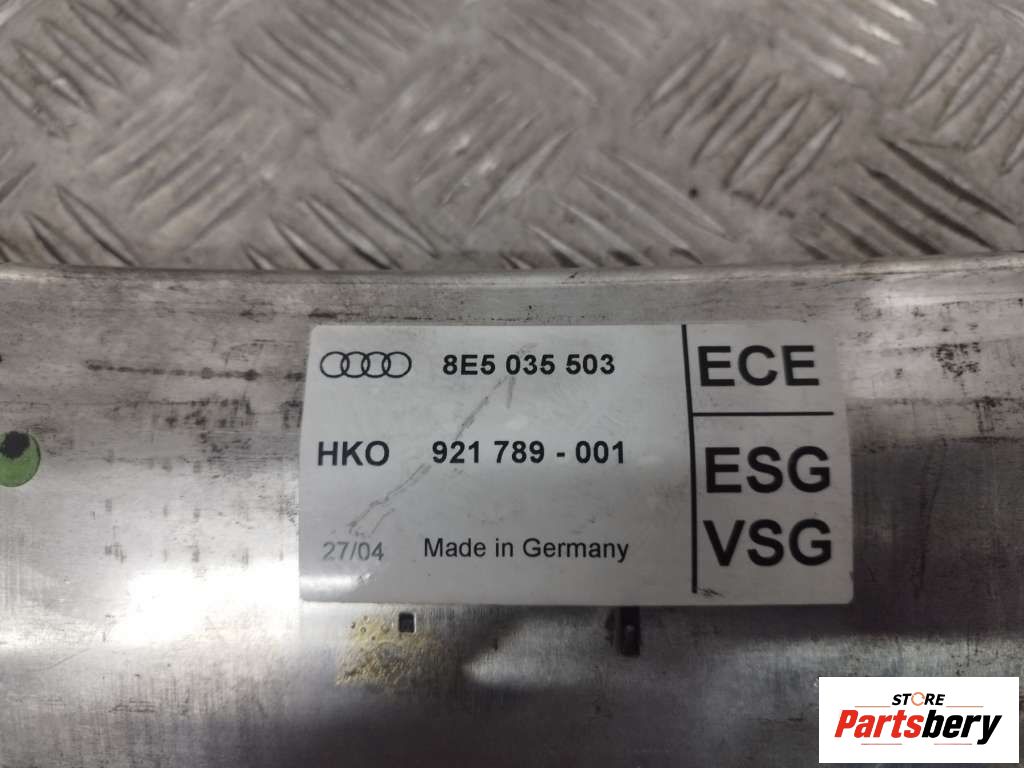 8E5 035 503
HKO 921 789 - 001
27/04 Made in Germany
ECE
ESG
VSG
STORE
Partsbery